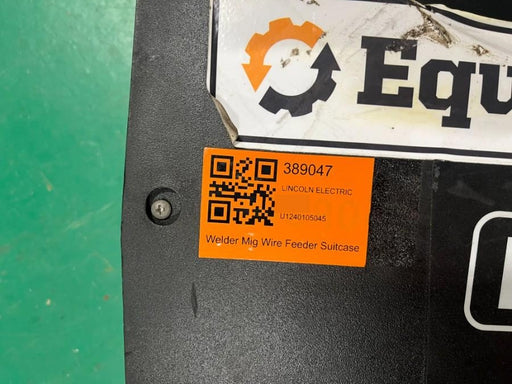 Equ
389047
LINCOLN ELECTRIC
U1240105045
Welder Mig Wire Feeder Suitcase